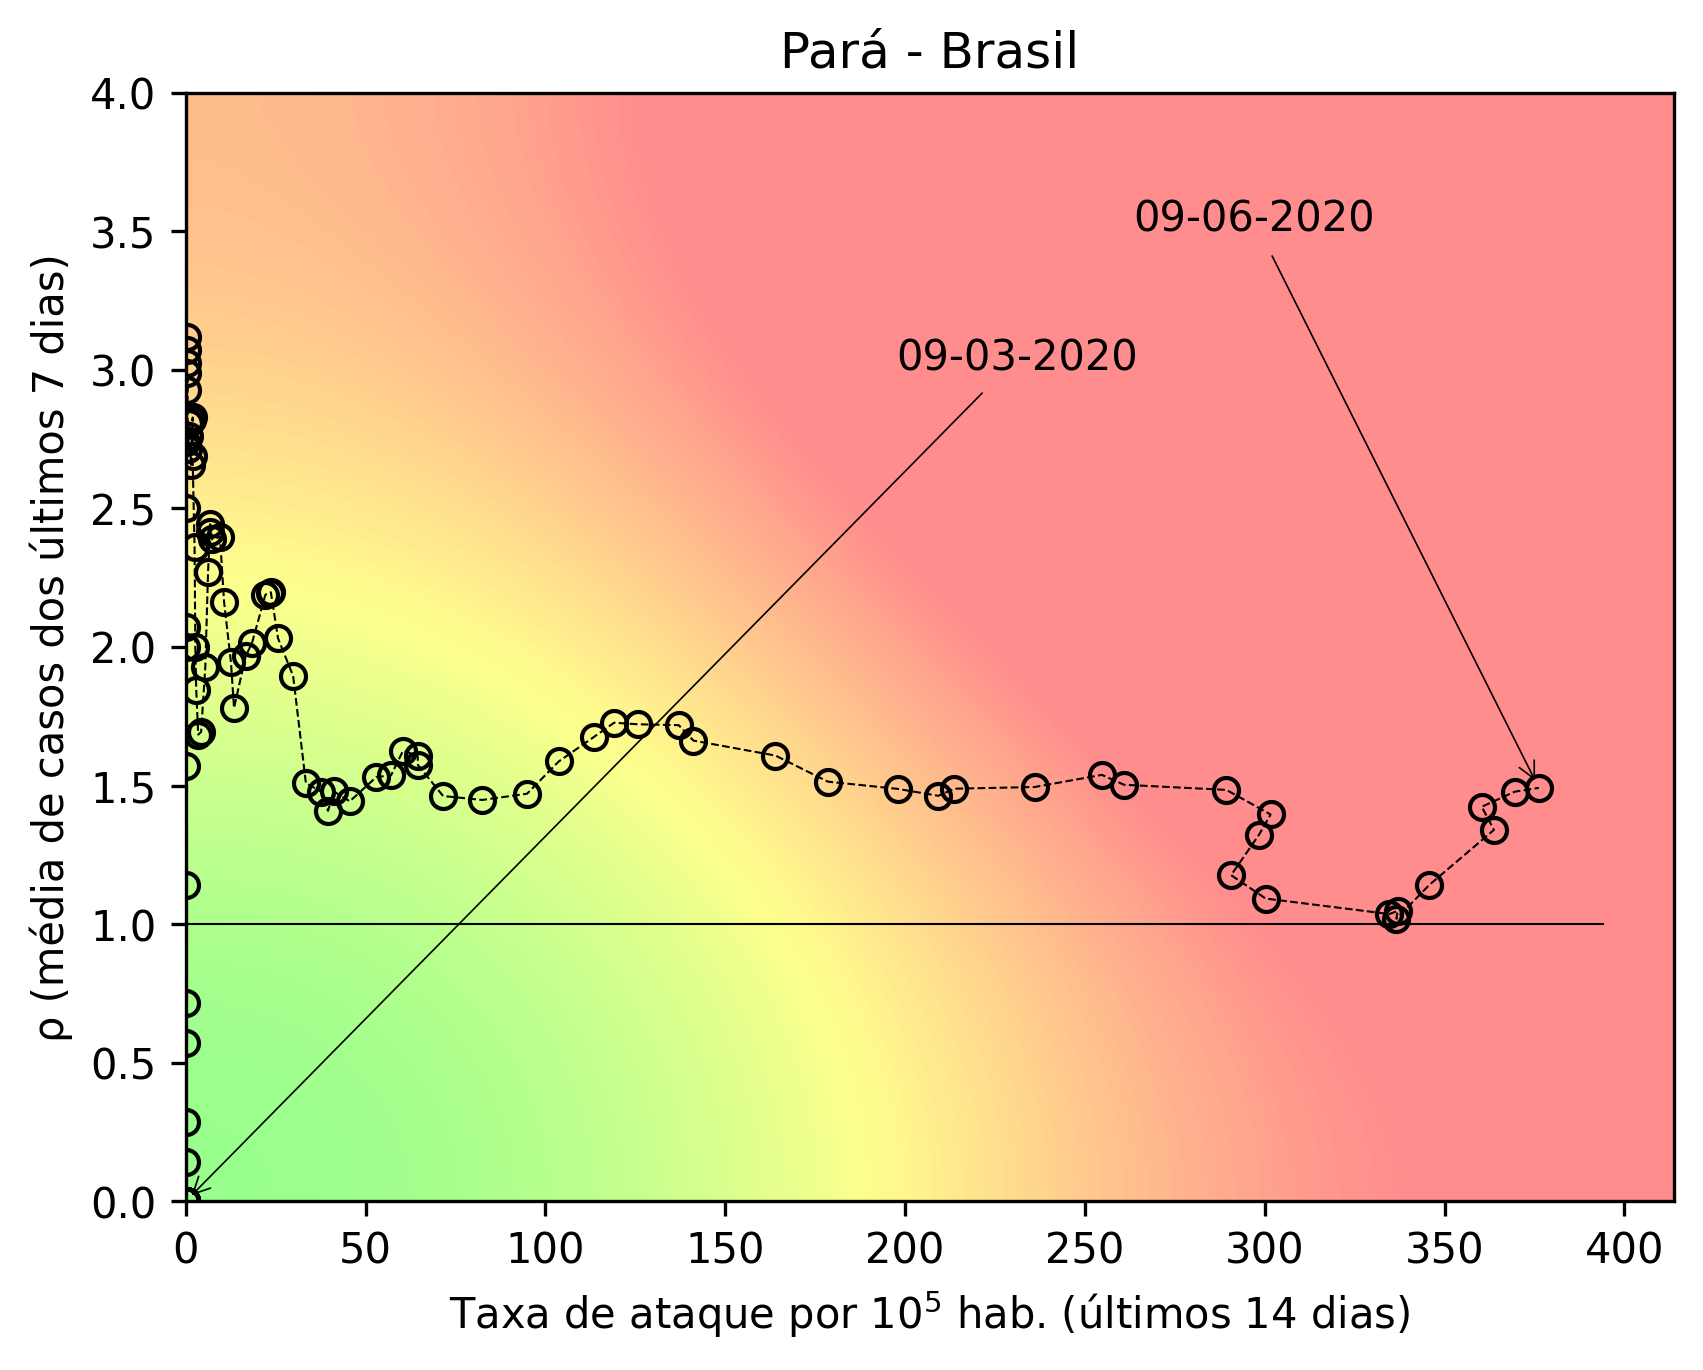 Pará - Brasil
4.0
3.5
3.0
2.5
2.0
1.5
1.0
0.5
0.0
ρ (média de casos dos últimos 7 dias)
09-06-2020
09-03-2020
0 50 100 150 200 250 300 350 400
Taxa de ataque por 10⁵ hab. (últimos 14 dias)